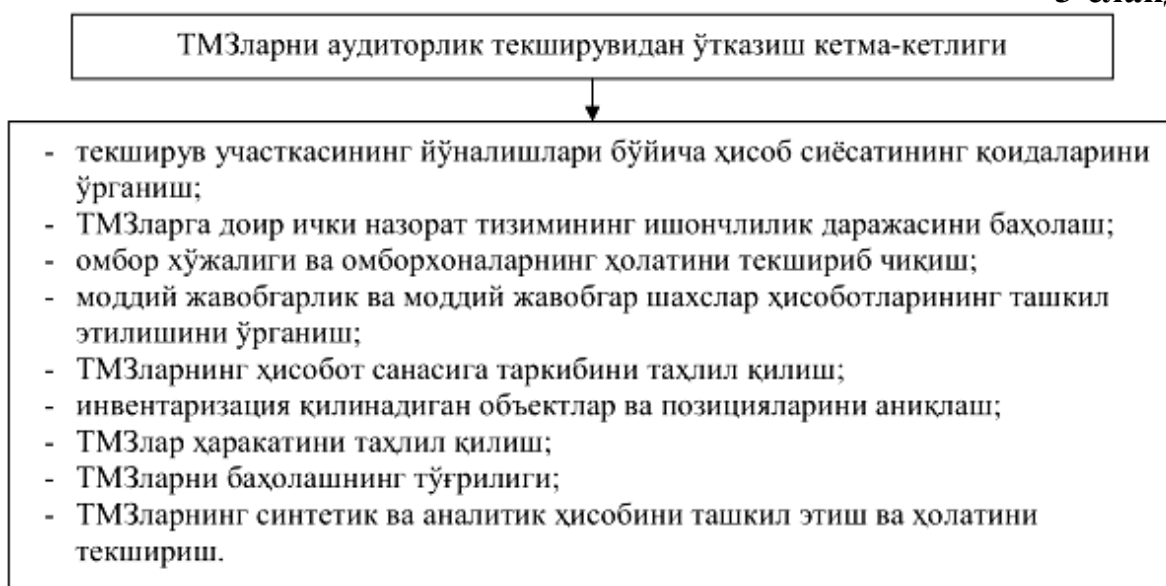 ТМЗларни аудиторлик текширувидан ўтказиш кетма-кетлиги
- текширув участкасининг йўналишлари бўйича ҳисоб сиёсатининг қоидаларини
ўрганиш;
- ТМЗларга доир ички назорат тизимининг ишончлилик даражасини баҳолаш;
- омбор хўжалиги ва омборхоналарнинг ҳолатини текшириб чиқиш;
- моддий жавобгарлик ва моддий жавобгар шахслар ҳисоботларининг ташкил
этилишини ўрганиш;
- ТМЗларнинг ҳисобот санасига таркибини таҳлил қилиш;
- инвентаризация қилинадиган объектлар ва позицияларини аниқлаш;
- ТМЗлар ҳаракатини таҳлил қилиш;
- ТМЗларни баҳолашнинг тўғрилиги;
- ТМЗларнинг синтетик ва аналитик ҳисобини ташкил этиш ва ҳолатини
текшириш.